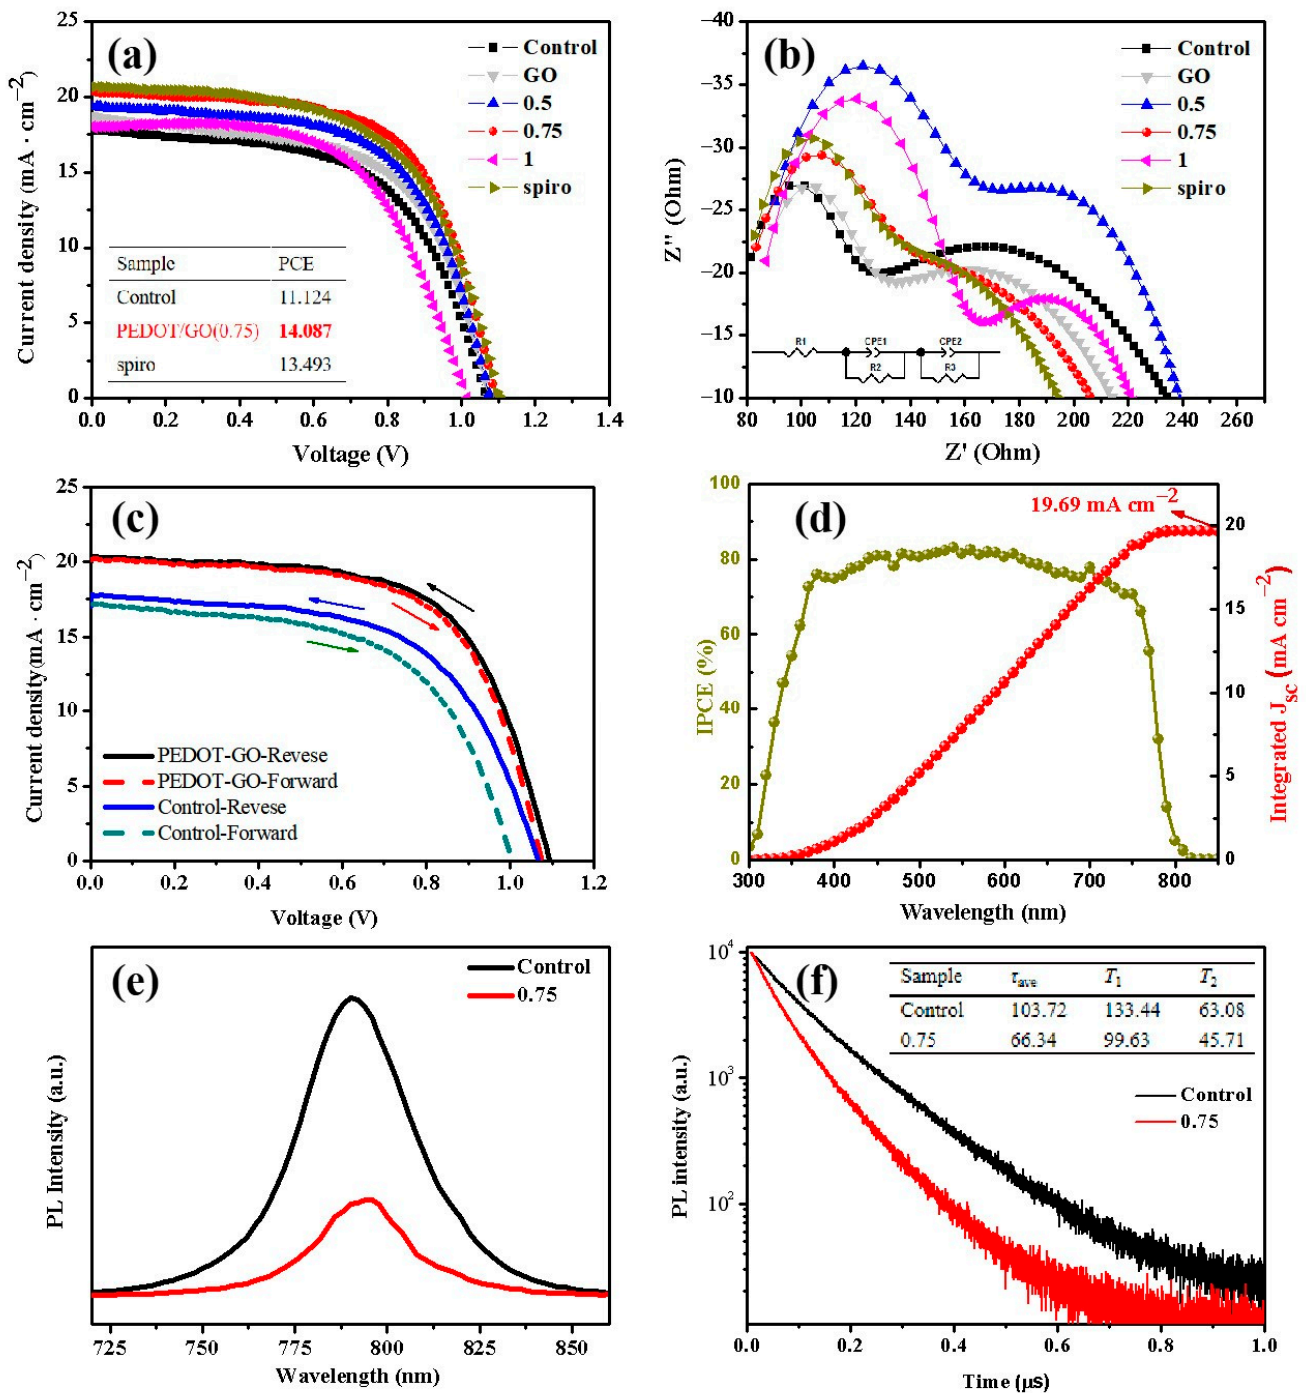 (a)
25
20
15
10
5
0
Current density (mA · cm−2)
Control
GO
0.5
0.75
1
spiro
Sample PCE
Control 11.124
PEDOT/GO(0.75) 14.087
spiro 13.493
0.0 0.2 0.4 0.6 0.8 1.0 1.2 1.4
Voltage (V)
(b)
−40
−35
−30
−25
−20
−15
−10
Z'' (Ohm)
Control
GO
0.5
0.75
1
spiro
R1 CPE1 CPE2
R2 R3
80 100 120 140 160 180 200 220 240 260
Z' (Ohm)
(c)
25
20
15
10
5
0
Current density(mA · cm−2)
PEDOT-GO-Revese
PEDOT-GO-Forward
Control-Revese
Control-Forward
0.0 0.2 0.4 0.6 0.8 1.0 1.2
Voltage (V)
(d)
100
80
60
40
20
0
IPCE (%)
19.69 mA cm−2
20
15
10
5
0
Integrated Jsc (mA cm−2)
300 400 500 600 700 800
Wavelength (nm)
(e)
PL Intensity (a.u.)
Control
0.75
725 750 775 800 825 850
Wavelength (nm)
(f)
10^4
10^3
10^2
PL intensity (a.u.)
Sample τave T1 T2
Control 103.72 133.44 63.08
0.75 66.34 99.63 45.71
Control
0.75
0.0 0.2 0.4 0.6 0.8 1.0
Time (μs)